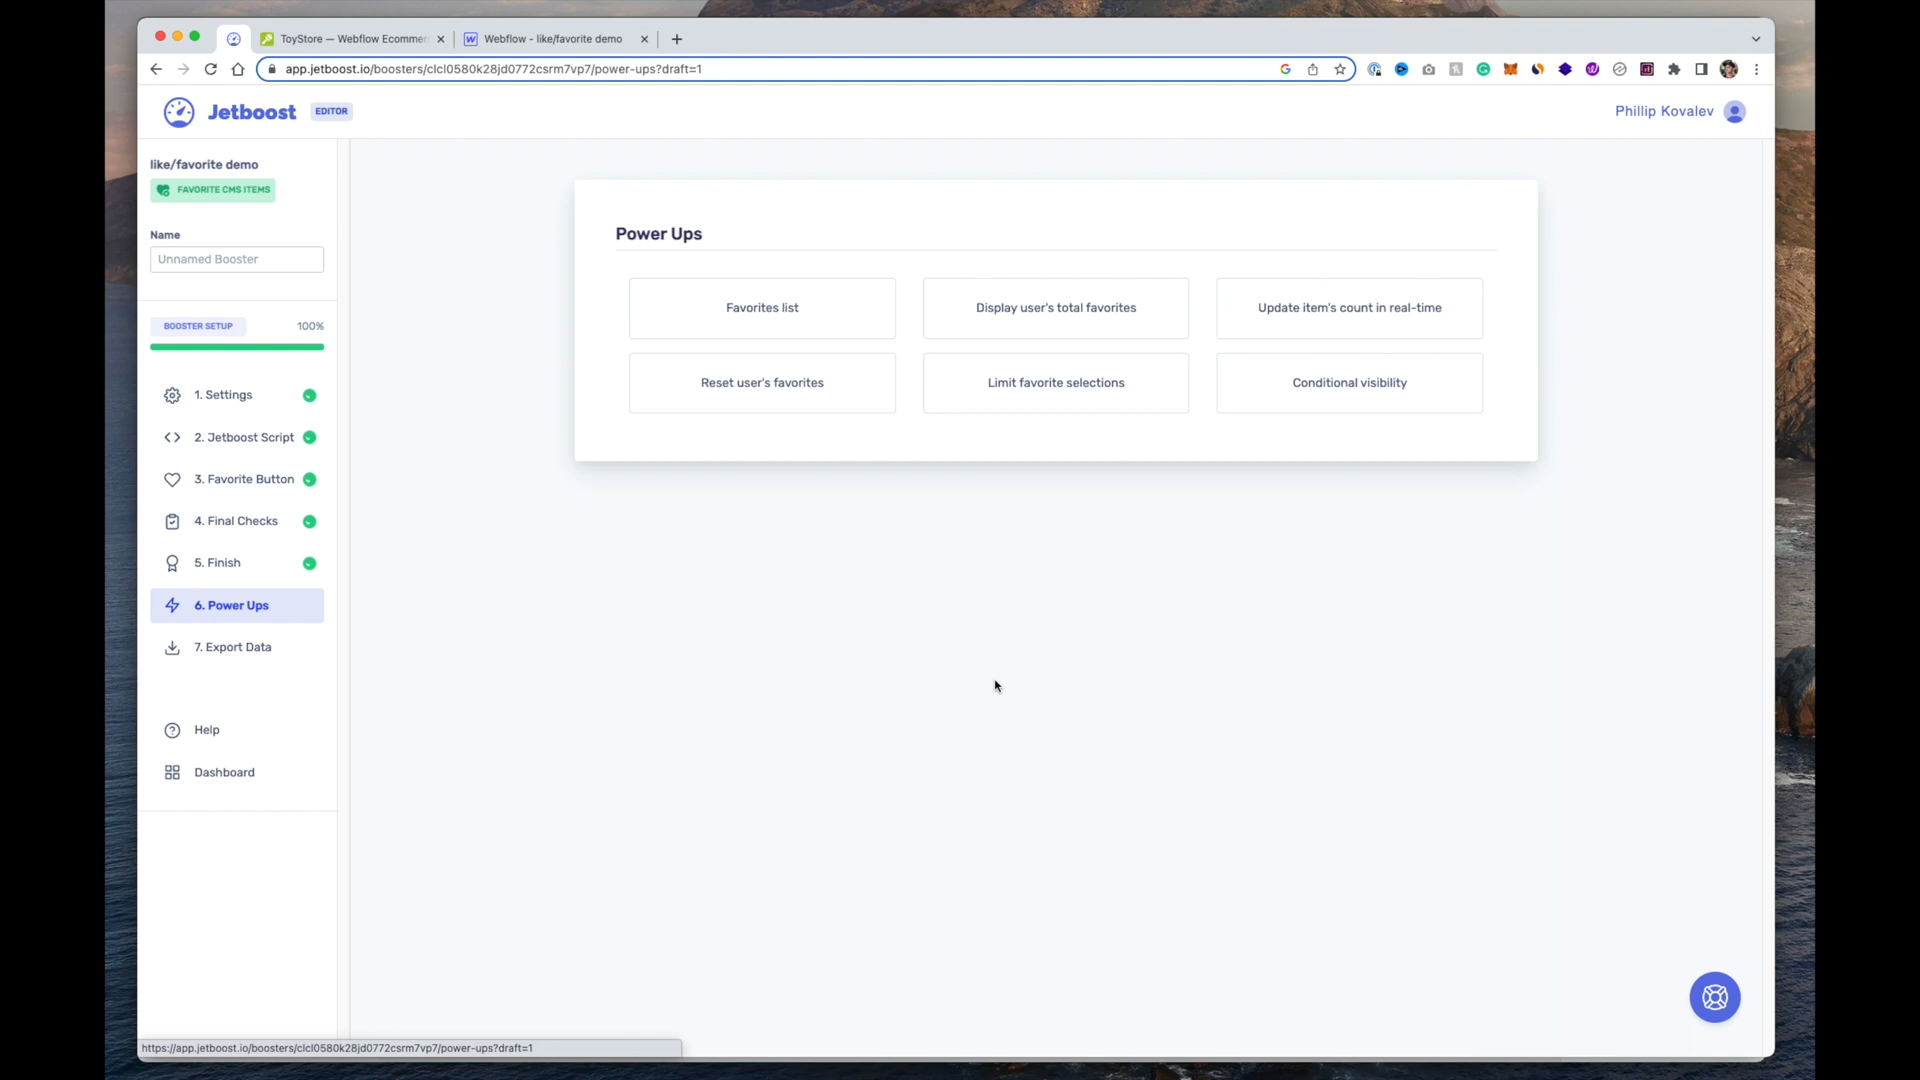 ToyStore — Webflow Ecommer
Webflow - like/favorite demo
app.jetboost.io/boosters/clcl0580k28jd0772csrm7vp7/power-ups?draft=1
Jetboost
EDITOR
Phillip Kovalev
like/favorite demo
FAVORITE CMS ITEMS
Name
Unnamed Booster
BOOSTER SETUP
100%
1. Settings
2. Jetboost Script
3. Favorite Button
4. Final Checks
5. Finish
6. Power Ups
7. Export Data
Help
Dashboard
Power Ups
Favorites list
Display user's total favorites
Update item's count in real-time
Reset user's favorites
Limit favorite selections
Conditional visibility
https://app.jetboost.io/boosters/clcl0580k28jd0772csrm7vp7/power-ups?draft=1